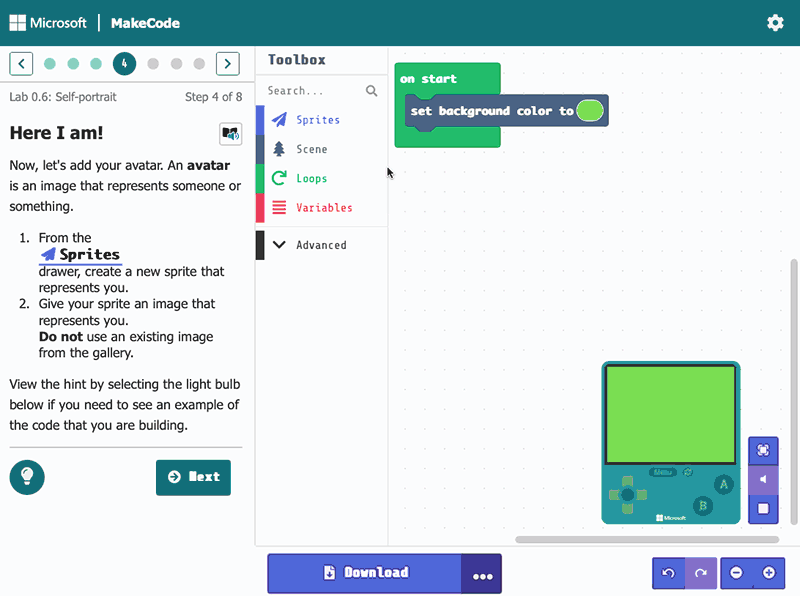 Microsoft | MakeCode
4
Lab 0.6: Self-portrait
Step 4 of 8
Here I am!
Now, let's add your avatar. An avatar
is an image that represents someone or
something.
1. From the
Sprites
drawer, create a new sprite that
represents you.
2. Give your sprite an image that
represents you.
Do not use an existing image
from the gallery.
View the hint by selecting the light bulb
below if you need to see an example of
the code that you are building.
Next
Toolbox
Search...
Sprites
Scene
Loops
Variables
Advanced
on start
set background color to
Menu
A
B
Microsoft
Download